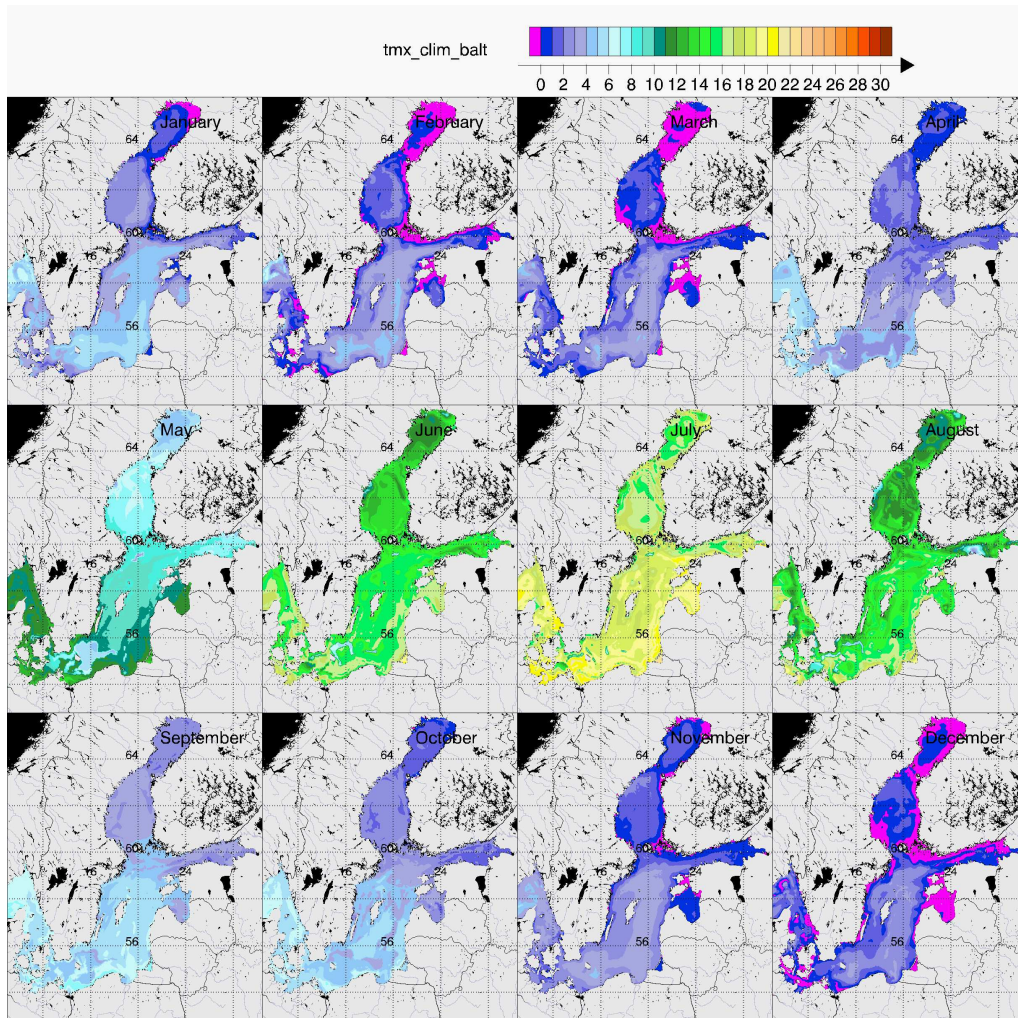 tmx_clim_balt
0 2 4 6 8 10 12 14 16 18 20 22 24 26 28 30
January February March April
64 64 64 64
60 60 60 60
16 24 16 24 16 24 16 24
56 56 56 56
May June July August
64 64 64 64
60 60 60 60
16 24 16 24 16 24 16 24
56 56 56 56
September October November December
64 64 64 64
60 60 60 60
16 24 16 24 16 24 16 24
56 56 56 56